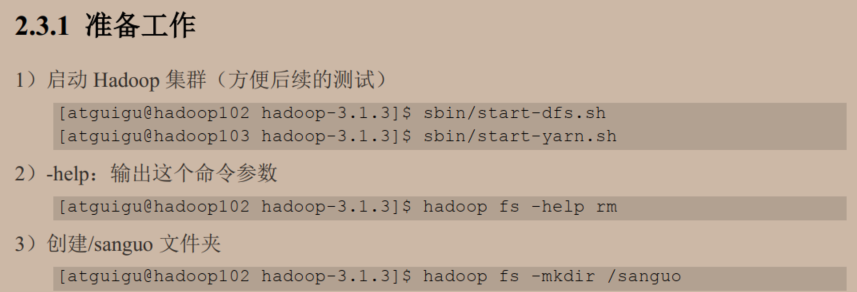 2.3.1 准备工作
1）启动 Hadoop 集群（方便后续的测试）
[atguigu@hadoop102 hadoop-3.1.3]$ sbin/start-dfs.sh
[atguigu@hadoop103 hadoop-3.1.3]$ sbin/start-yarn.sh
2）-help：输出这个命令参数
[atguigu@hadoop102 hadoop-3.1.3]$ hadoop fs -help rm
3）创建/sanguo 文件夹
[atguigu@hadoop102 hadoop-3.1.3]$ hadoop fs -mkdir /sanguo